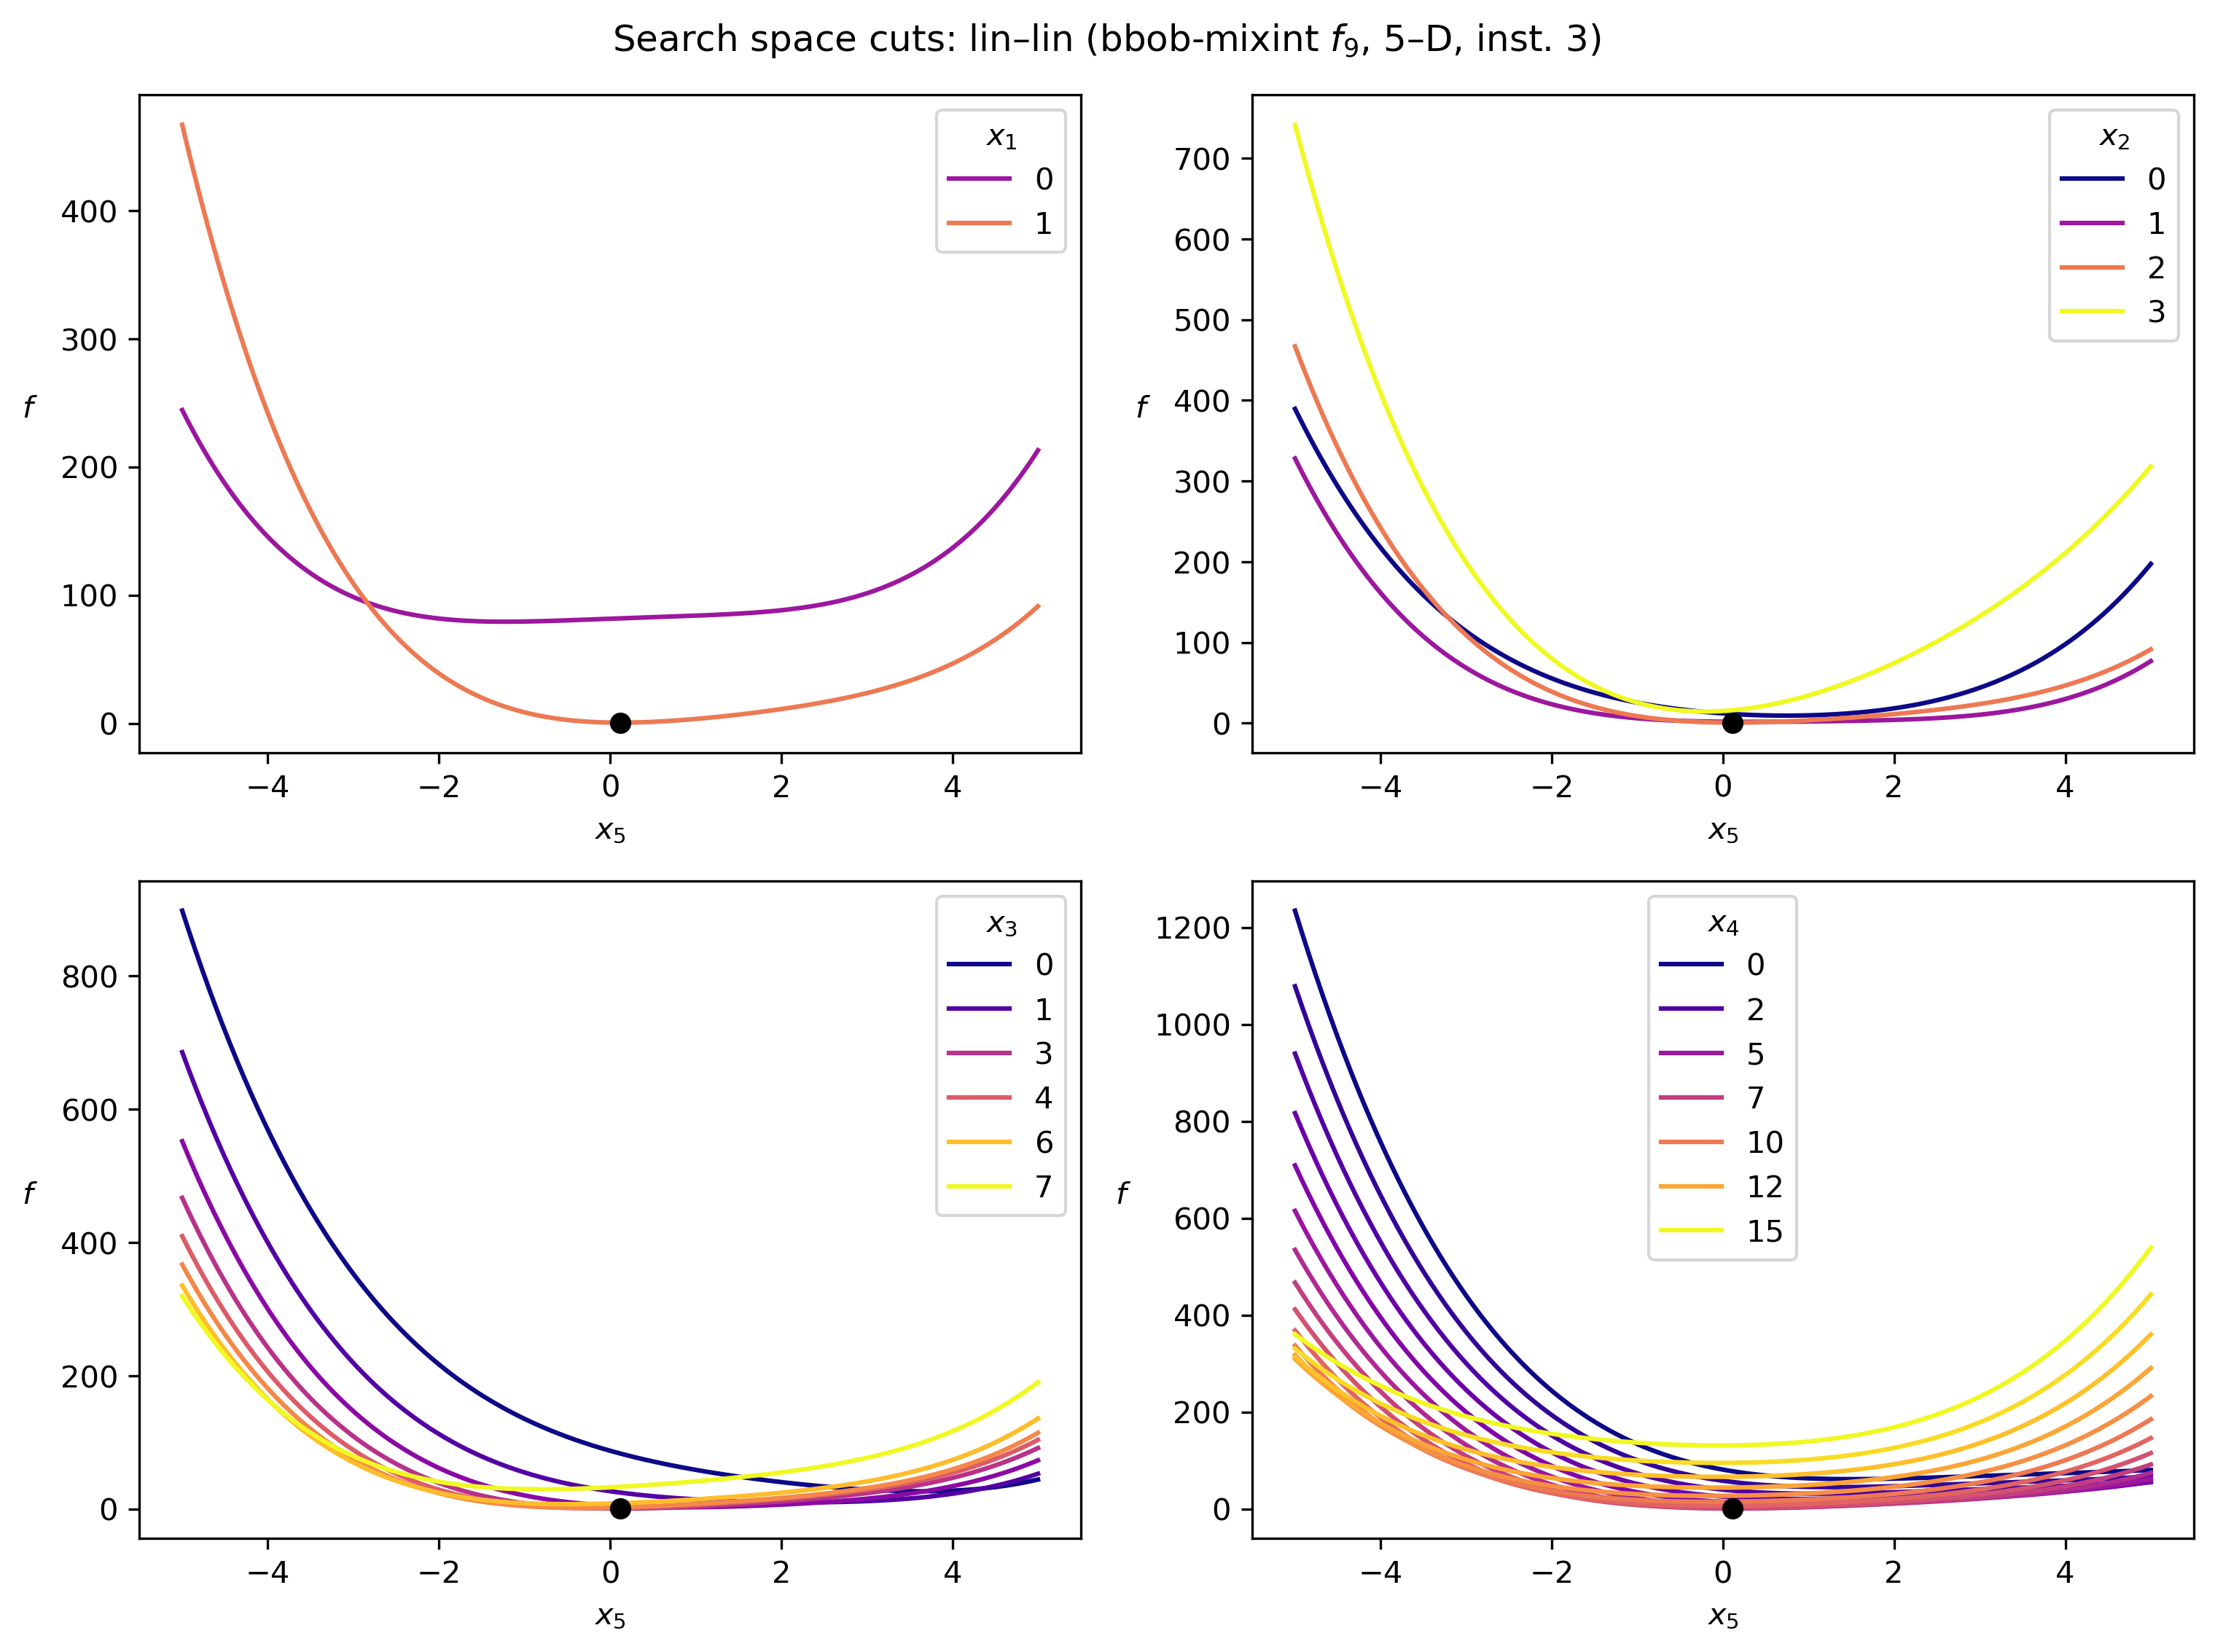 Search space cuts: lin–lin (bbob-mixint f₉, 5–D, inst. 3)
x₁
0
1
400
300
200
100
0
f
−4 −2 0 2 4
x₅
x₂
0
1
2
3
700
600
500
400
300
200
100
0
f
−4 −2 0 2 4
x₅
x₃
0
1
3
4
6
7
800
600
400
200
0
f
−4 −2 0 2 4
x₅
x₄
0
2
5
7
10
12
15
1200
1000
800
600
400
200
0
f
−4 −2 0 2 4
x₅